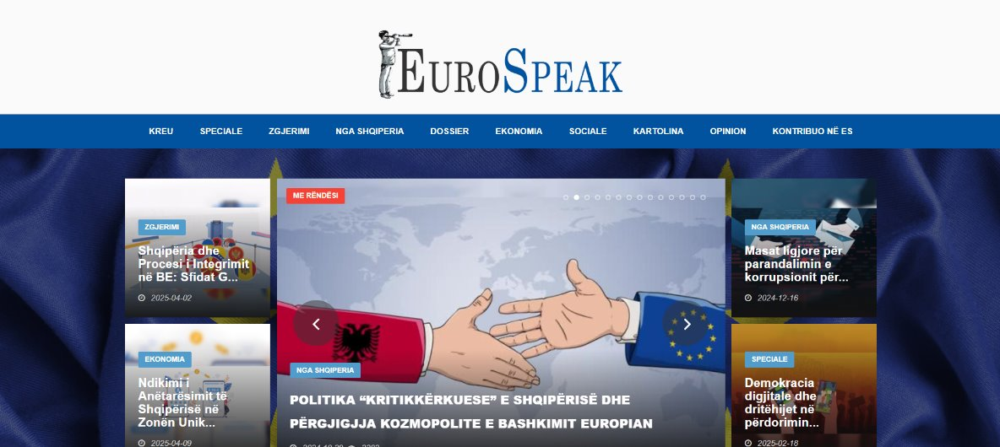 EUROSPEAK
KREU SPECIALE ZGJERIMI NGA SHQIPERIA DOSSIER EKONOMIA SOCIALE KARTOLINA OPINION KONTRIBUO NË ES
ZGJERIMI
Shqipëria dhe
Procesi i Integrimit
në BE: Sfidat G...
2025-04-02
EKONOMIA
Ndikimi i
Anëtarësimit të
Shqipërisë në
Zonën Unik...
2025-04-09
ME RËNDËSI
NGA SHQIPERIA
POLITIKA “KRITIKKËRKUESE” E SHQIPËRISË DHE
PËRGJIGJJA KOZMOPOLITE E BASHKIMIT EUROPIAN
NGA SHQIPERIA
Masat ligjore për
parandalimin e
korrupsionit për...
2024-12-16
SPECIALE
Demokracia
digjitale dhe
dritëhijet në
përdorimin...
2025-02-18